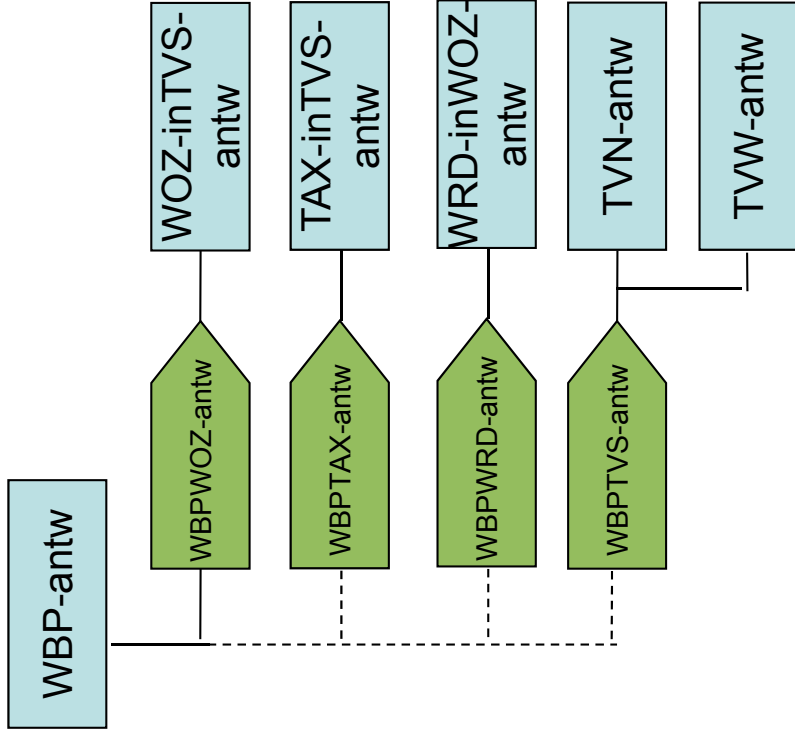 WBP-antw
WBPWOZ-antw
WOZ-inTVS-
antw
WBPTAX-antw
TAX-inTVS-
antw
WBPWRD-antw
WRD-inWOZ-
antw
WBPTVS-antw
TVN-antw
TVW-antw